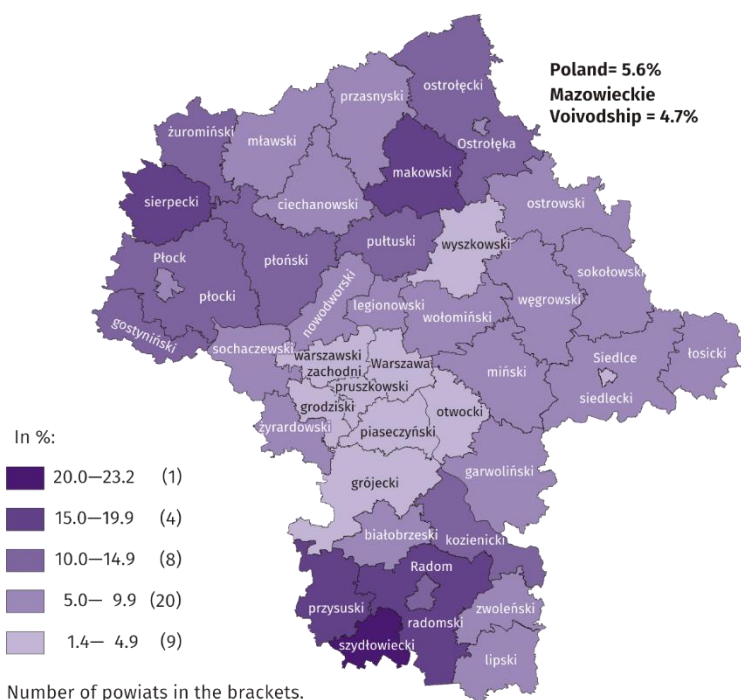 Poland= 5.6%
Mazowieckie
Voivodship = 4.7%
ostrołęcki
przasnyski
żuromiński
mławski
Ostrołęka
makowski
sierpecki
ciechanowski
ostrowski
pułtuski
wyszkowski
Płock
płoński
sokołowski
płocki
nowodworski
legionowski
węgrowski
wołomiński
gostyniński
sochaczewski
warszawski
zachodni
Warszawa
Siedlce
łosicki
miński
pruszkowski
siedlecki
grodziski
otwocki
żyrardowski
piaseczyński
garwoliński
grójecki
białobrzeski
kozienicki
Radom
przysuski
zwoleński
radomski
szydłowiecki
lipski
In %:
20.0—23.2 (1)
15.0—19.9 (4)
10.0—14.9 (8)
5.0— 9.9 (20)
1.4— 4.9 (9)
Number of powiats in the brackets.